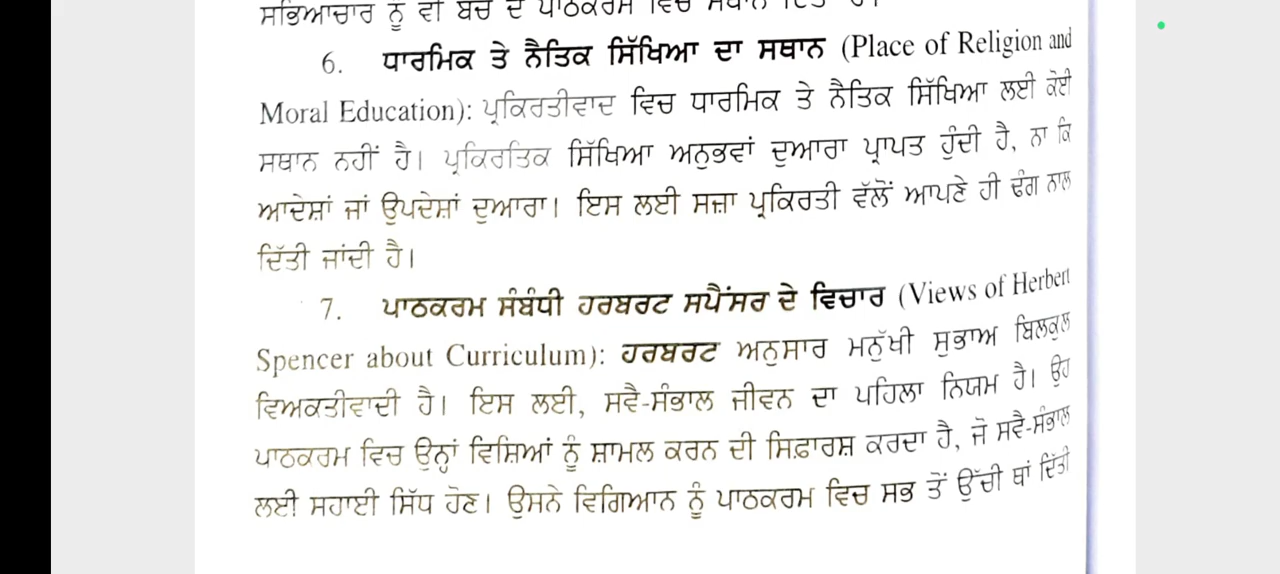 ਸਭਿਆਚਾਰ ਨੂੰ ਵੀ ਬੱਚੇ ਦੇ ਪਾਠਕਰਮ ਵਿਚ ਸਥਾਨ ਦਿੱਤਾ ਹੈ।
6. ਧਾਰਮਿਕ ਤੇ ਨੈਤਿਕ ਸਿੱਖਿਆ ਦਾ ਸਥਾਨ (Place of Religion and
Moral Education): ਪ੍ਰਕਿਰਤੀਵਾਦ ਵਿਚ ਧਾਰਮਿਕ ਤੇ ਨੈਤਿਕ ਸਿੱਖਿਆ ਲਈ ਕੋਈ
ਸਥਾਨ ਨਹੀਂ ਹੈ। ਪ੍ਰਕਿਰਤਿਕ ਸਿੱਖਿਆ ਅਨੁਭਵਾਂ ਦੁਆਰਾ ਪ੍ਰਾਪਤ ਹੁੰਦੀ ਹੈ, ਨਾ ਕਿ
ਆਦੇਸ਼ਾਂ ਜਾਂ ਉਪਦੇਸ਼ਾਂ ਦੁਆਰਾ। ਇਸ ਲਈ ਸਜ਼ਾ ਪ੍ਰਕਿਰਤੀ ਵੱਲੋਂ ਆਪਣੇ ਹੀ ਢੰਗ ਨਾਲ
ਦਿੱਤੀ ਜਾਂਦੀ ਹੈ।
7. ਪਾਠਕਰਮ ਸੰਬੰਧੀ ਹਰਬਰਟ ਸਪੈਂਸਰ ਦੇ ਵਿਚਾਰ (Views of Herbert
Spencer about Curriculum): ਹਰਬਰਟ ਅਨੁਸਾਰ ਮਨੁੱਖੀ ਸੁਭਾਅ ਬਿਲਕੁਲ
ਵਿਅਕਤੀਵਾਦੀ ਹੈ। ਇਸ ਲਈ, ਸਵੈ-ਸੰਭਾਲ ਜੀਵਨ ਦਾ ਪਹਿਲਾ ਨਿਯਮ ਹੈ। ਉਹ
ਪਾਠਕਰਮ ਵਿਚ ਉਨ੍ਹਾਂ ਵਿਸ਼ਿਆਂ ਨੂੰ ਸ਼ਾਮਲ ਕਰਨ ਦੀ ਸਿਫ਼ਾਰਸ਼ ਕਰਦਾ ਹੈ, ਜੋ ਸਵੈ-ਸੰਭਾਲ
ਲਈ ਸਹਾਈ ਸਿੱਧ ਹੋਣ। ਉਸਨੇ ਵਿਗਿਆਨ ਨੂੰ ਪਾਠਕਰਮ ਵਿਚ ਸਭ ਤੋਂ ਉੱਚੀ ਥਾਂ ਦਿੱਤੀ